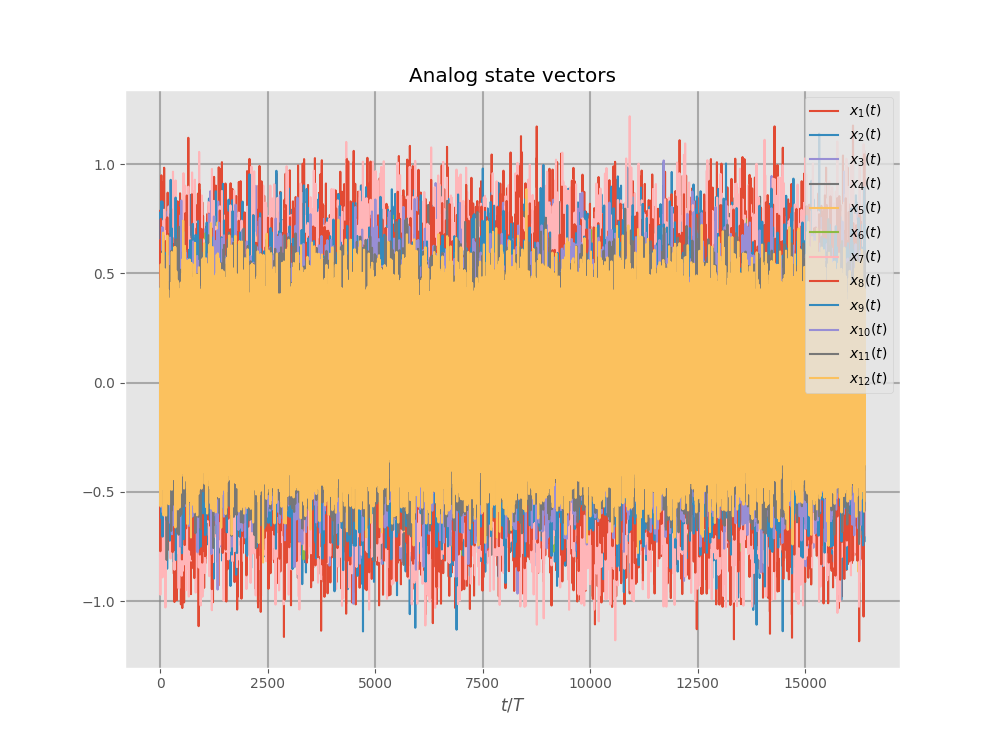 Analog state vectors
1.0
0.5
0.0
−0.5
−1.0
0
2500
5000
7500
10000
12500
15000
t/T
x₁(t)
x₂(t)
x₃(t)
x₄(t)
x₅(t)
x₆(t)
x₇(t)
x₈(t)
x₉(t)
x₁₀(t)
x₁₁(t)
x₁₂(t)